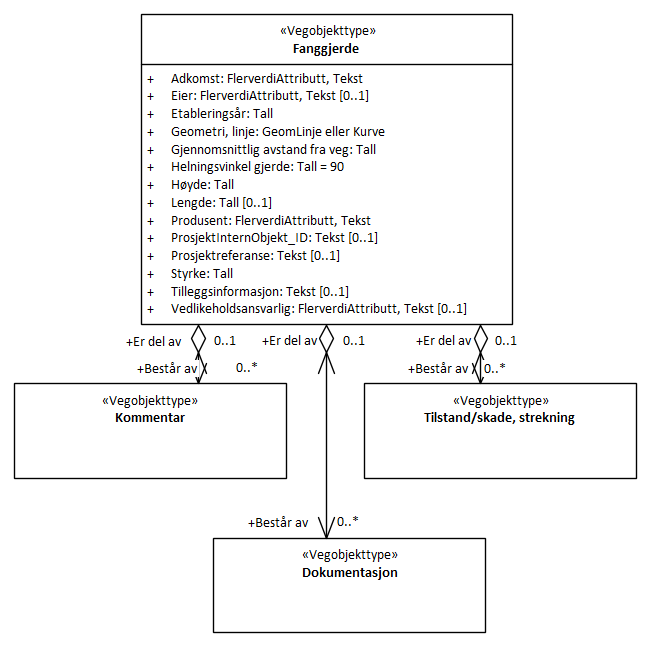 «Vegobjekttype»
Fanggjerde
+ Adkomst: FlerverdiAttributt, Tekst
+ Eier: FlerverdiAttributt, Tekst [0..1]
+ Etableringsår: Tall
+ Geometri, linje: GeomLinje eller Kurve
+ Gjennomsnittlig avstand fra veg: Tall
+ Helningsvinkel gjerde: Tall = 90
+ Høyde: Tall
+ Lengde: Tall [0..1]
+ Produsent: FlerverdiAttributt, Tekst
+ ProsjektInternObjekt_ID: Tekst [0..1]
+ Prosjektreferanse: Tekst [0..1]
+ Styrke: Tall
+ Tilleggsinformasjon: Tekst [0..1]
+ Vedlikeholdsansvarlig: FlerverdiAttributt, Tekst [0..1]
+Er del av 0..1 +Er del av 0..1 +Er del av 0..1
+Består av 0..* +Består av 0..*
«Vegobjekttype»
Kommentar
«Vegobjekttype»
Tilstand/skade, strekning
+Består av 0..*
«Vegobjekttype»
Dokumentasjon